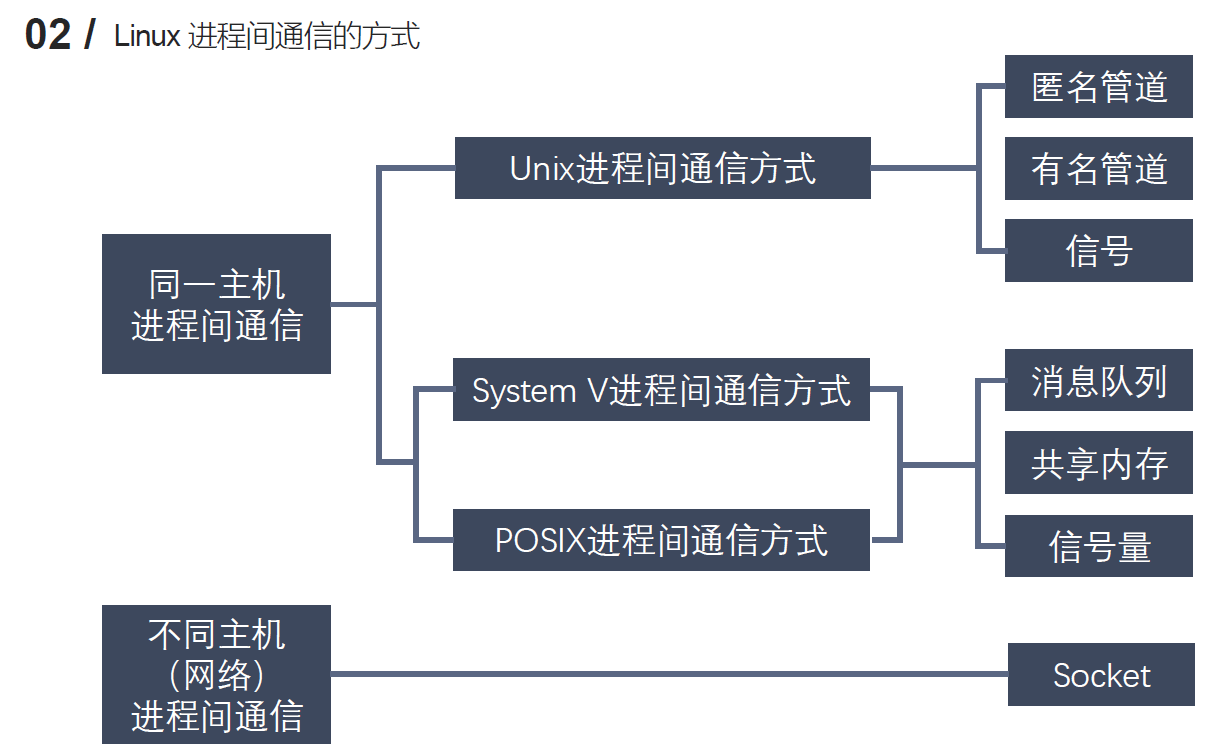 02 / Linux 进程间通信的方式
匿名管道
Unix进程间通信方式
有名管道
信号
同一主机
进程间通信
System V进程间通信方式
消息队列
共享内存
POSIX进程间通信方式
信号量
不同主机
（网络）
进程间通信
Socket